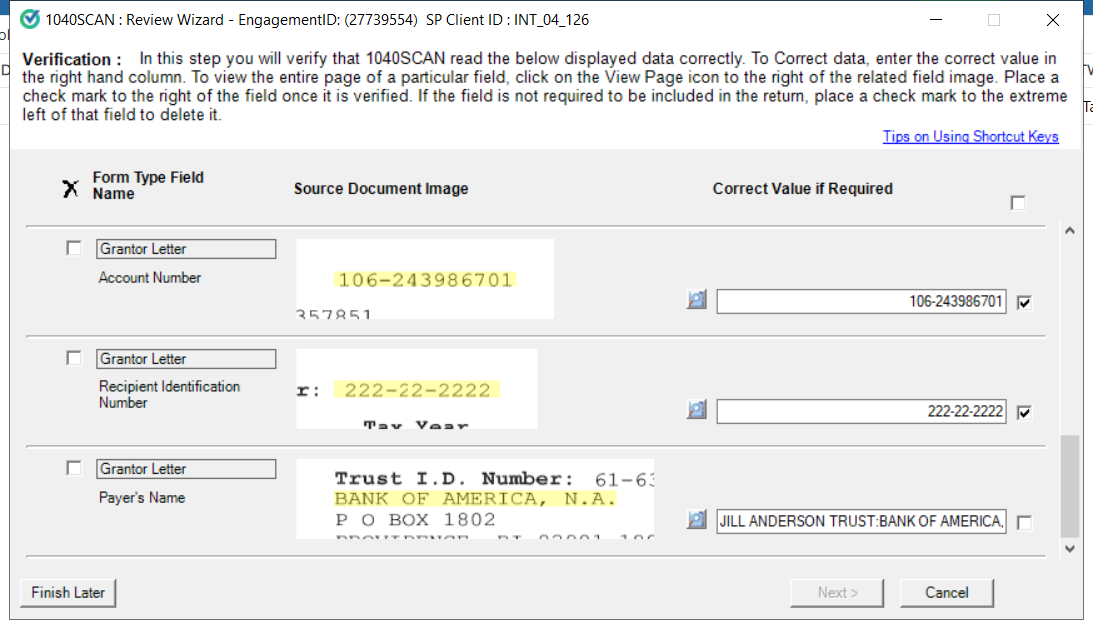 1040SCAN : Review Wizard - EngagementID: (27739554)  SP Client ID : INT_04_126
Verification :   In this step you will verify that 1040SCAN read the below displayed data correctly. To Correct data, enter the correct value in
the right hand column. To view the entire page of a particular field, click on the View Page icon to the right of the related field image. Place a
check mark to the right of the field once it is verified. If the field is not required to be included in the return, place a check mark to the extreme
left of that field to delete it.
Tips on Using Shortcut Keys
Form Type Field
Name
Source Document Image
Correct Value if Required
Grantor Letter
Account Number
106-243986701
357851
106-243986701
Grantor Letter
Recipient Identification
Number
r: 222-22-2222
Tax Year
222-22-2222
Grantor Letter
Payer's Name
Trust I.D. Number: 61-63
BANK OF AMERICA, N.A.
P O BOX 1802
JILL ANDERSON TRUST:BANK OF AMERICA,
Finish Later
Next >
Cancel